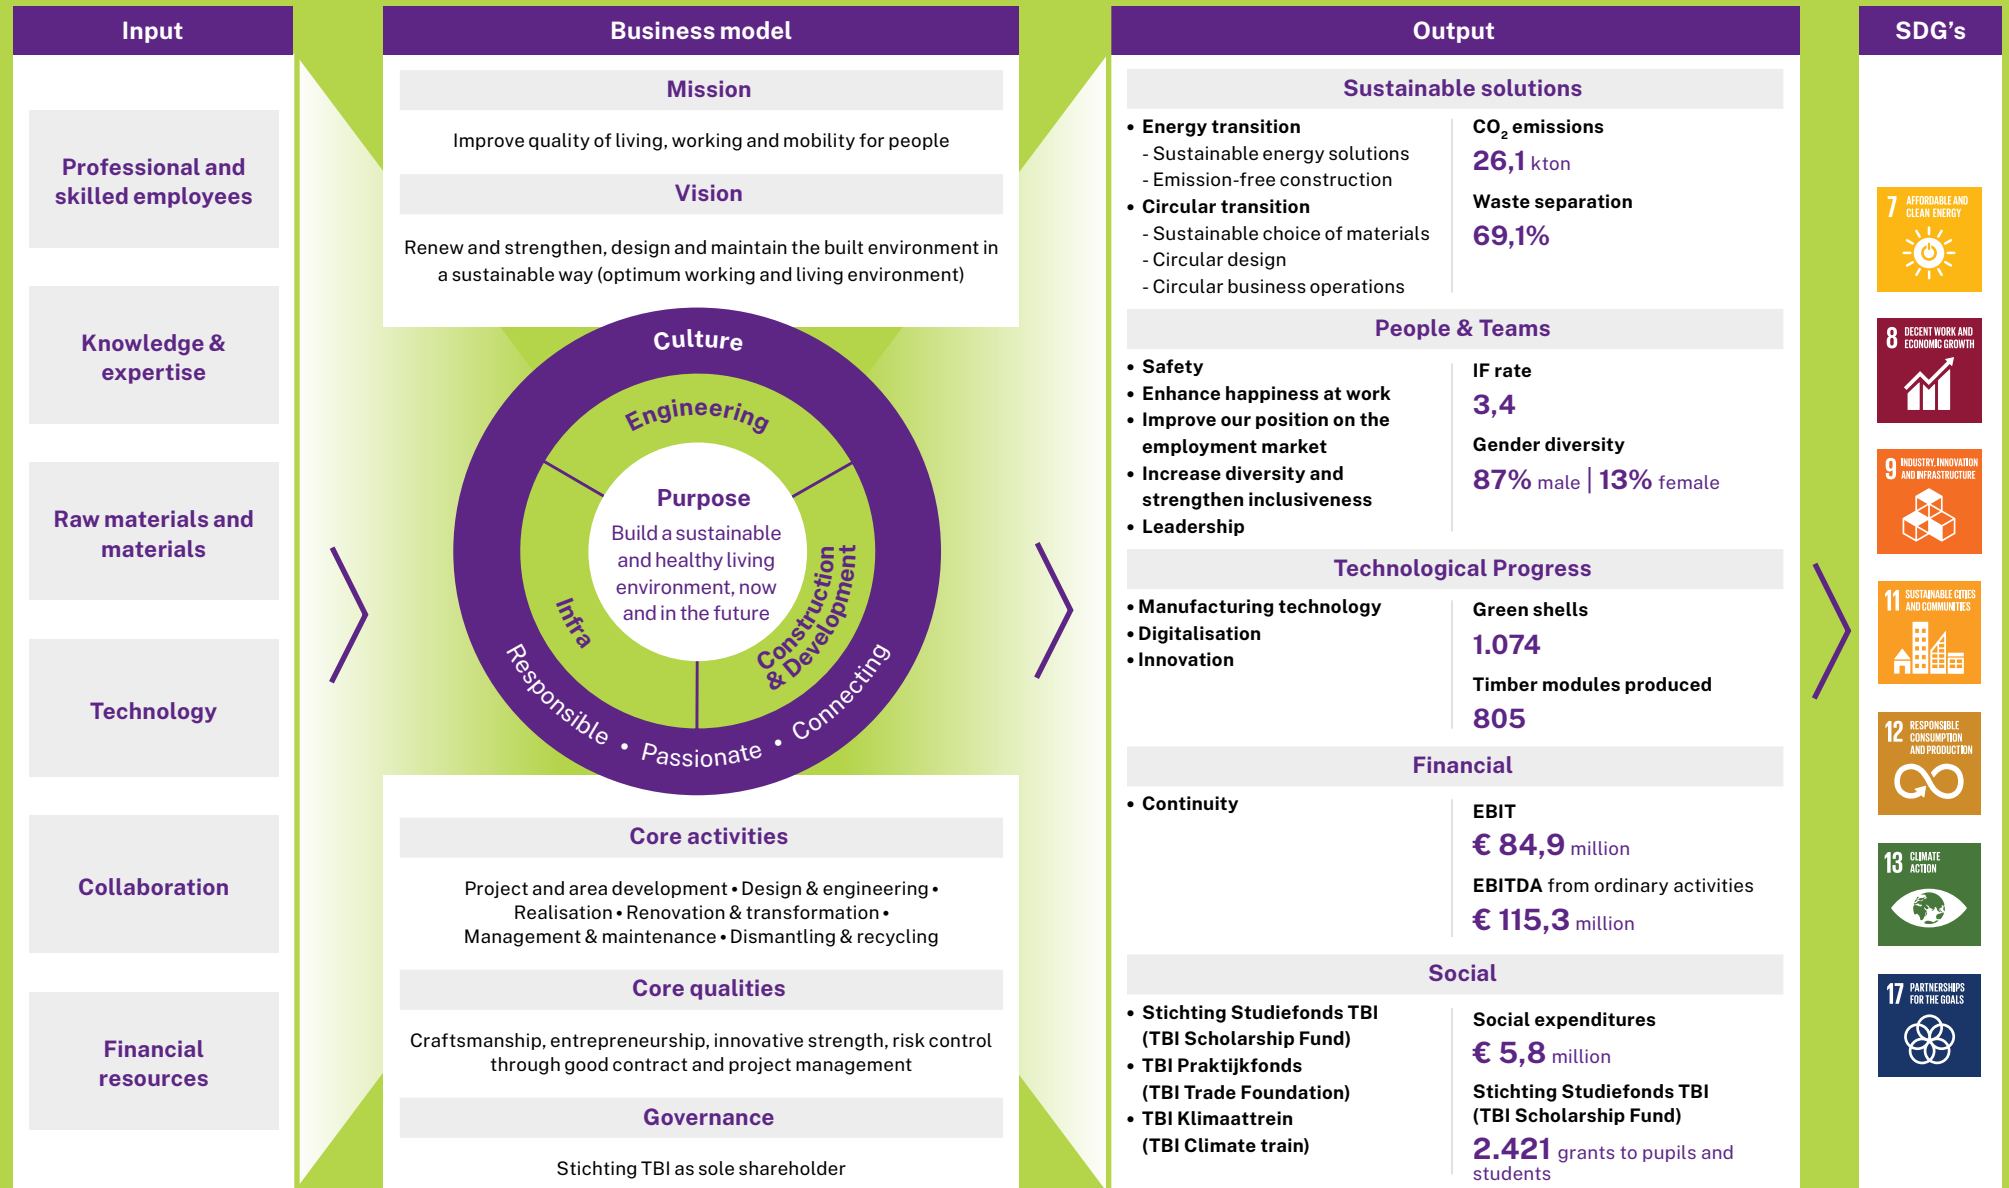 Input
Professional and
skilled employees
Knowledge &
expertise
Raw materials and
materials
Technology
Collaboration
Financial
resources
Business model
Mission
Improve quality of living, working and mobility for people
Vision
Renew and strengthen, design and maintain the built environment in
a sustainable way (optimum working and living environment)
Culture
Engineering
Infra
Construction
& Development
Purpose
Build a sustainable
and healthy living
environment, now
and in the future
Responsible • Passionate • Connecting
Core activities
Project and area development • Design & engineering •
Realisation • Renovation & transformation •
Management & maintenance • Dismantling & recycling
Core qualities
Craftsmanship, entrepreneurship, innovative strength, risk control
through good contract and project management
Governance
Stichting TBI as sole shareholder
Output
Sustainable solutions
• Energy transition
- Sustainable energy solutions
- Emission-free construction
• Circular transition
- Sustainable choice of materials
- Circular design
- Circular business operations
CO₂ emissions
26,1 kton
Waste separation
69,1%
People & Teams
• Safety
• Enhance happiness at work
• Improve our position on the
employment market
• Increase diversity and
strengthen inclusiveness
• Leadership
IF rate
3,4
Gender diversity
87% male | 13% female
Technological Progress
• Manufacturing technology
• Digitalisation
• Innovation
Green shells
1.074
Timber modules produced
805
Financial
• Continuity
EBIT
€ 84,9 million
EBITDA from ordinary activities
€ 115,3 million
Social
• Stichting Studiefonds TBI
(TBI Scholarship Fund)
• TBI Praktijkfonds
(TBI Trade Foundation)
• TBI Klimaattrein
(TBI Climate train)
Social expenditures
€ 5,8 million
Stichting Studiefonds TBI
(TBI Scholarship Fund)
2.421 grants to pupils and
students
SDG's
7 AFFORDABLE AND
CLEAN ENERGY
8 DECENT WORK AND
ECONOMIC GROWTH
9 INDUSTRY, INNOVATION
AND INFRASTRUCTURE
11 SUSTAINABLE CITIES
AND COMMUNITIES
12 RESPONSIBLE
CONSUMPTION
AND PRODUCTION
13 CLIMATE
ACTION
17 PARTNERSHIPS
FOR THE GOALS